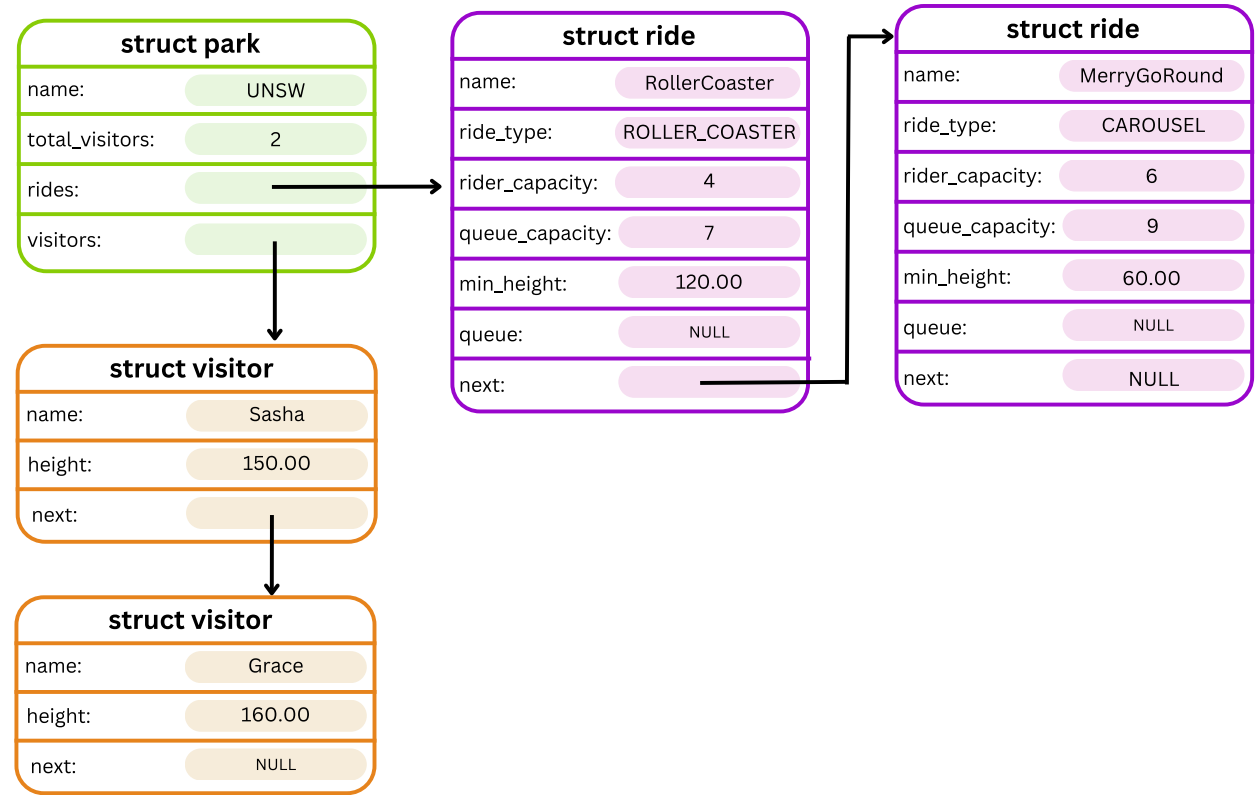 struct park
name: UNSW
total_visitors: 2
rides:
visitors:
struct ride
name: RollerCoaster
ride_type: ROLLER_COASTER
rider_capacity: 4
queue_capacity: 7
min_height: 120.00
queue: NULL
next:
struct ride
name: MerryGoRound
ride_type: CAROUSEL
rider_capacity: 6
queue_capacity: 9
min_height: 60.00
queue: NULL
next: NULL
struct visitor
name: Sasha
height: 150.00
next:
struct visitor
name: Grace
height: 160.00
next: NULL